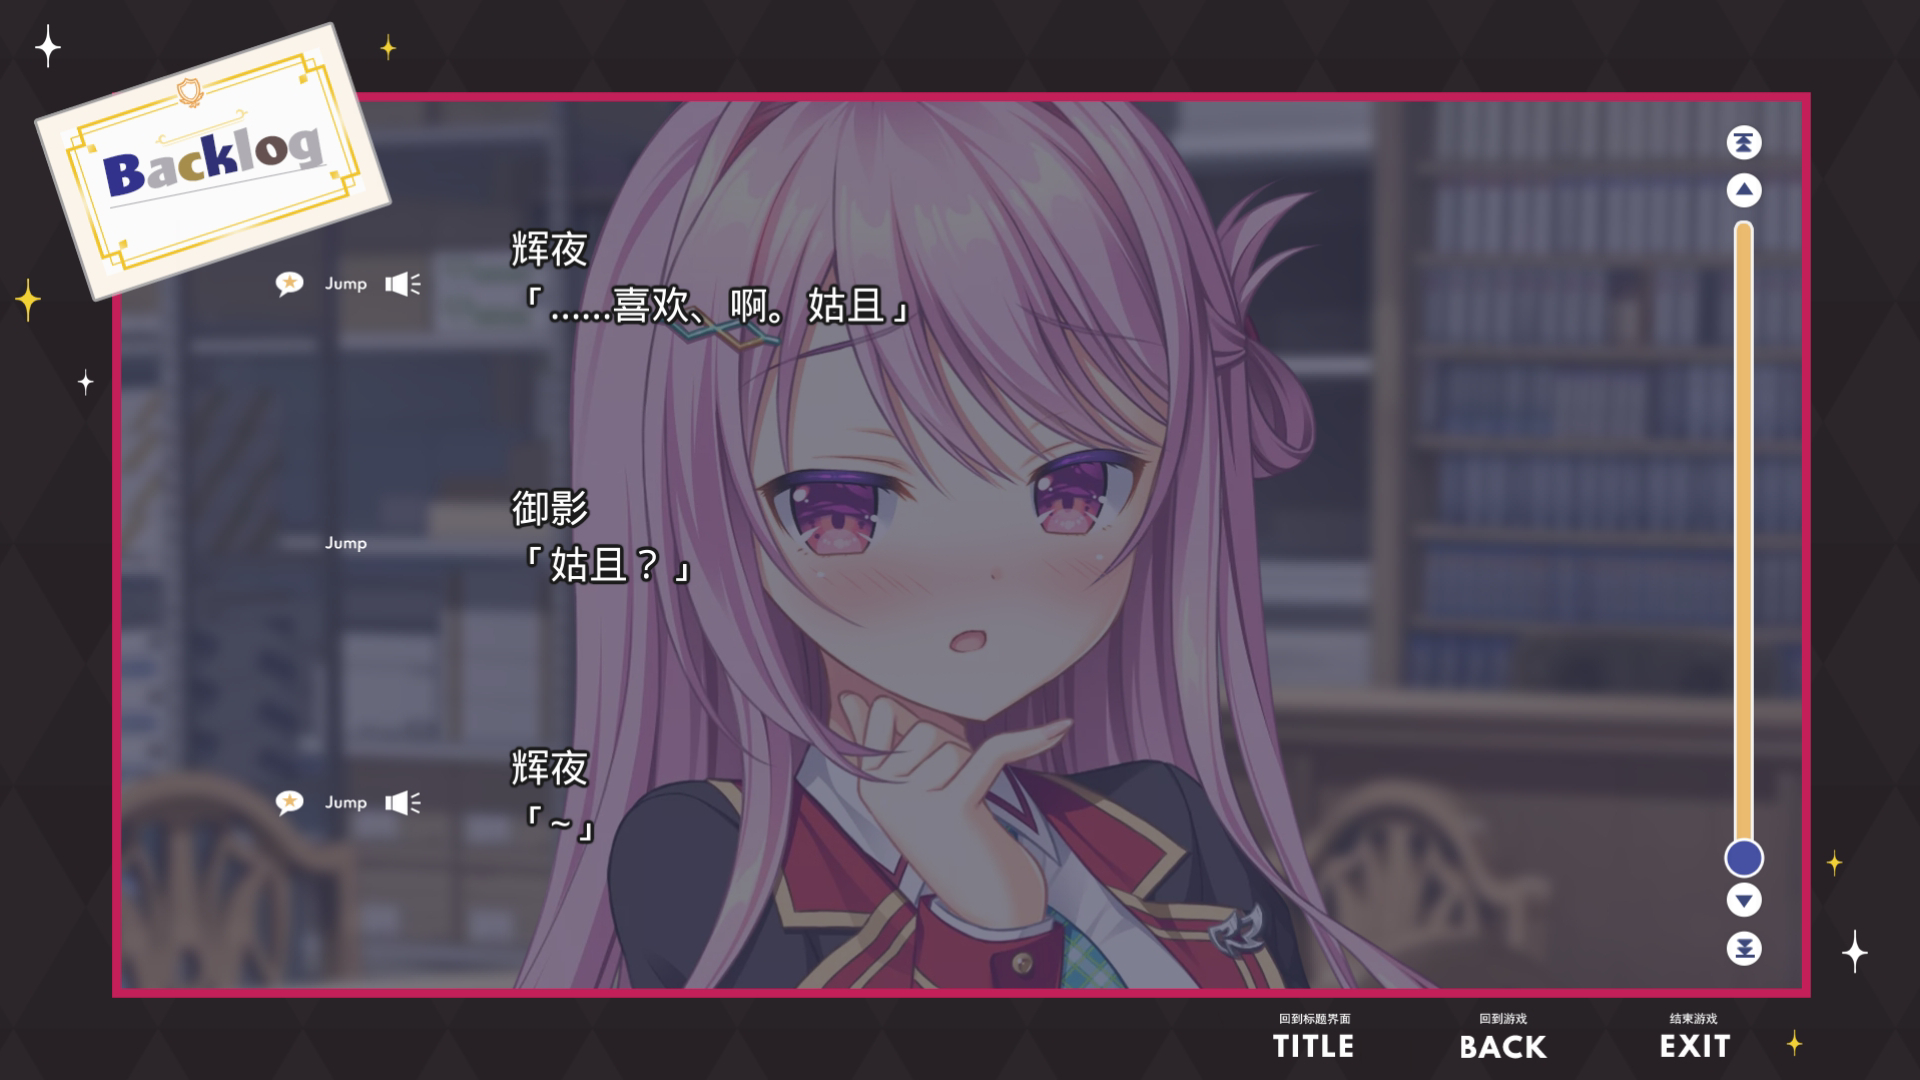 Backlog
辉夜
Jump
「……喜欢、啊。姑且」
御影
Jump
「姑且？」
辉夜
Jump
「~」
回到标题界面
TITLE
回到游戏
BACK
结束游戏
EXIT